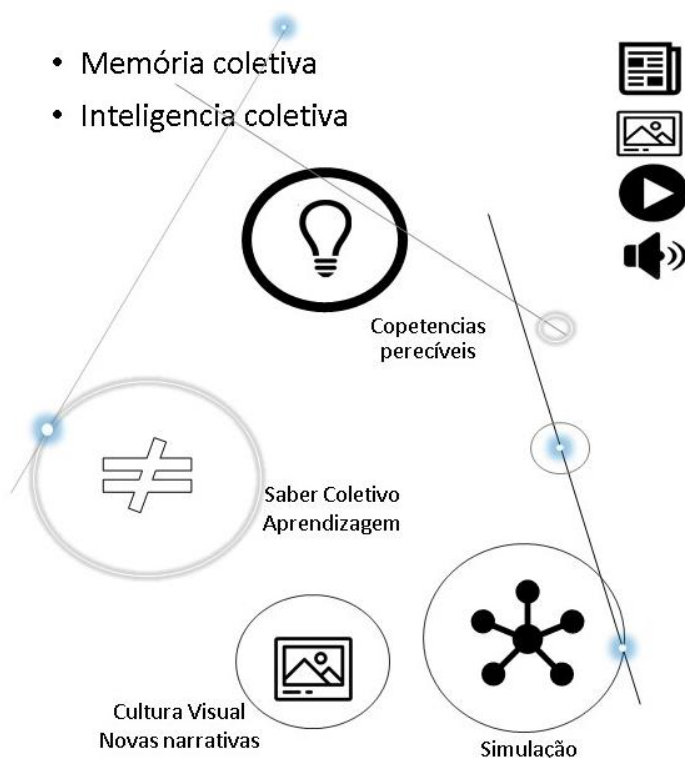 • Memória coletiva
• Inteligencia coletiva
Copetencias
perecíveis
Saber Coletivo
Aprendizagem
Cultura Visual
Novas narrativas
Simulação